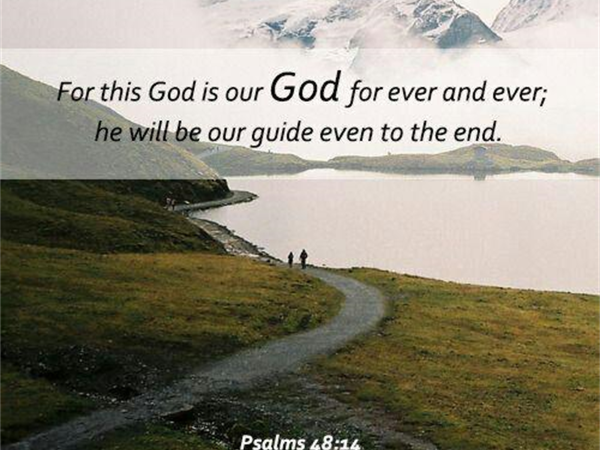 For this God is our God for ever and ever;
he will be our guide even to the end.
Psalms 48:14